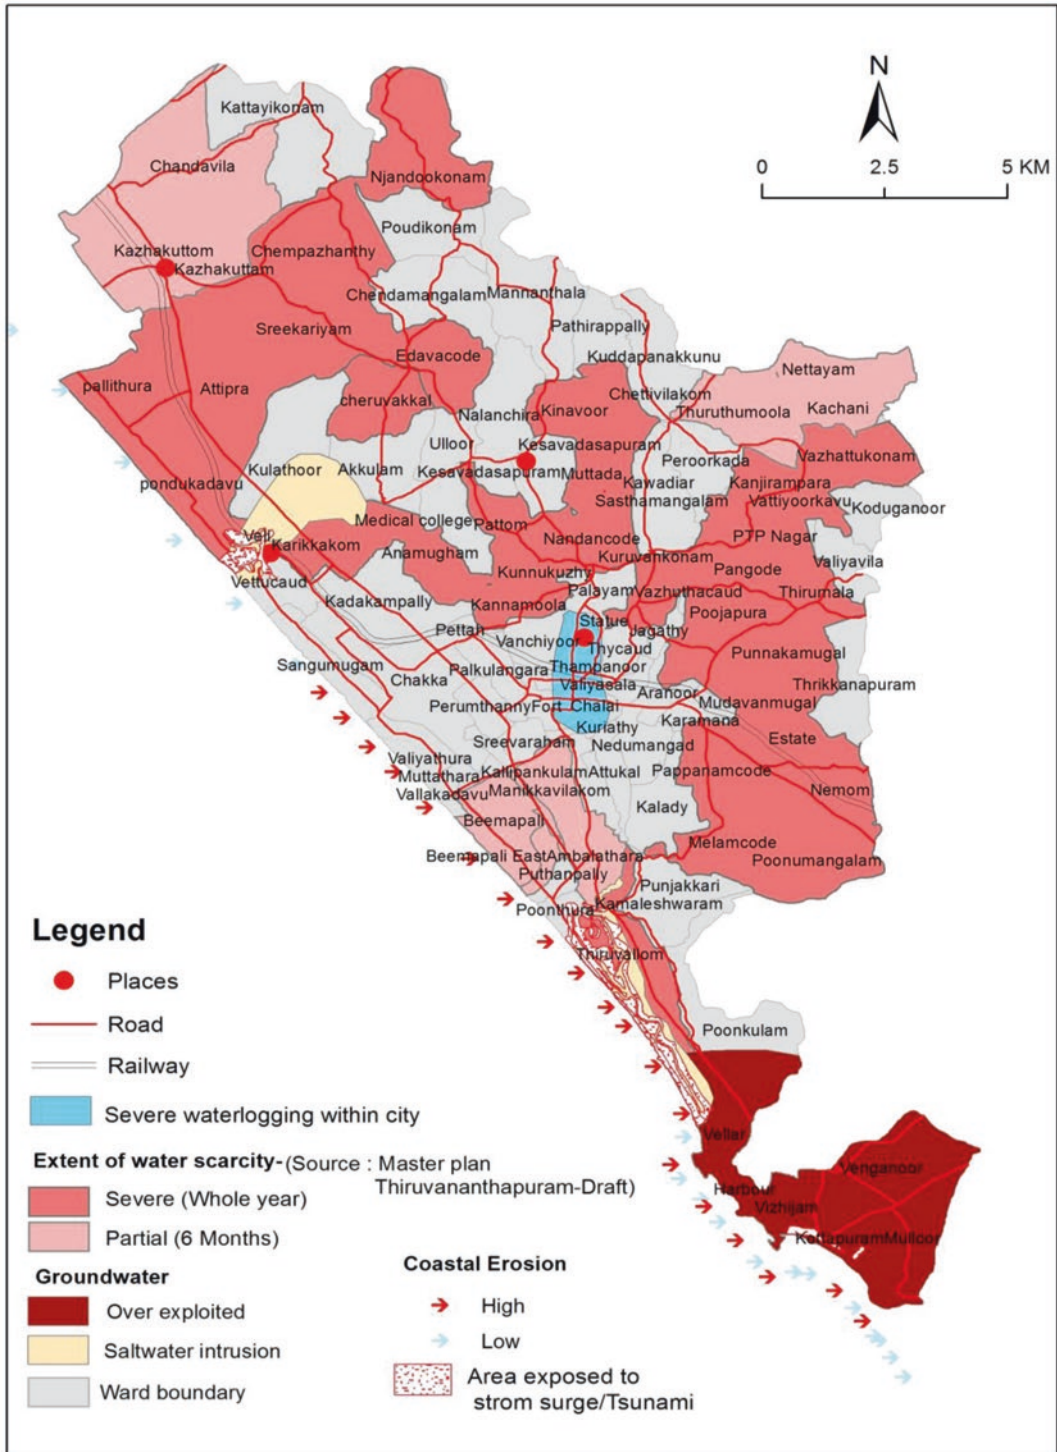 N
0 2.5 5 KM
Kattayikonam
Chandavila
Njandookonam
Poudikonam
Kazhakuttom
Chempazhanthy
Kazhakuttam
Chendamangalam
Mannanthala
Sreekariyam
Pathirappally
Edavacode
Kuddapanakkunu
Nettayam
pallithura
Attipra
cheruvakkal
Chettivilakom
Nalanchira
Kinavoor
Thuruthumoola
Kachani
Ulloor
Kesavadasapuram
Kulathoor
Akkulam
Kesavadasapuram
Muttada
Peroorkada
Vazhattukonam
pondukadavu
Kawadiar
Kanjirampara
Sasthamangalam
Vattiyoorkavu
Koduganoor
Medical college
Pattom
Veli
Karikkakom
Anamugham
Nandancode
PTP Nagar
Kuruvankonam
Valiyavila
Vettucaud
Kunnukuzhy
Pangode
Kadakampally
Kannamoola
Palayam
Vazhuthacaud
Thirumala
Poojapura
Pettah
Statue
Jagathy
Vanchiyoor
Thycaud
Punnakamugal
Sangumugam
Chakka
Palkulangara
Thampanoor
Valiyasala
Aranoor
Thrikkanapuram
Perumthanny
Fort
Chalai
Mudavanmugal
Karamana
Kuriathy
Sreevaraham
Nedumangad
Estate
Valiyathura
Muttathara
Kallipankulam
Attukal
Pappanamcode
Vallakadavu
Manikkavilakom
Nemom
Kalady
Beemapali
Melamcode
Beemapali East
Ambalathara
Poonumangalam
Puthanpally
Punjakkari
Poonthura
Kamaleshwaram
Thiruvallom
Poonkulam
Vellar
Venganoor
Harbour
Vizhijam
Kottapuram
Mulloor
Legend
Places
Road
Railway
Severe waterlogging within city
Extent of water scarcity-(Source : Master plan
Thiruvananthapuram-Draft)
Severe (Whole year)
Partial (6 Months)
Groundwater
Over exploited
Saltwater intrusion
Ward boundary
Coastal Erosion
High
Low
Area exposed to
strom surge/Tsunami